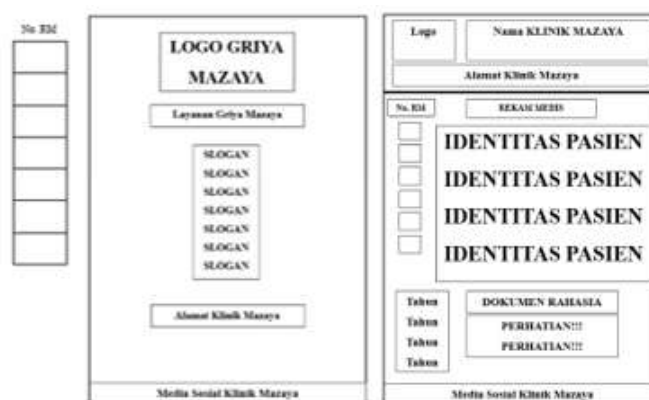 No. RM
LOGO GRIYA
MAZAYA
Layanan Griya Mazaya
SLOGAN
SLOGAN
SLOGAN
SLOGAN
SLOGAN
SLOGAN
SLOGAN
Alamat Klinik Mazaya
Media Sosial Klinik Mazaya
Logo
Nama KLINIK MAZAYA
Alamat Klinik Mazaya
No. RM
REKAM MEDIS
IDENTITAS PASIEN
IDENTITAS PASIEN
IDENTITAS PASIEN
IDENTITAS PASIEN
Tahun
Tahun
Tahun
Tahun
DOKUMEN RAHASIA
PERHATIAN!!!
PERHATIAN!!!
Media Sosial Klinik Mazaya